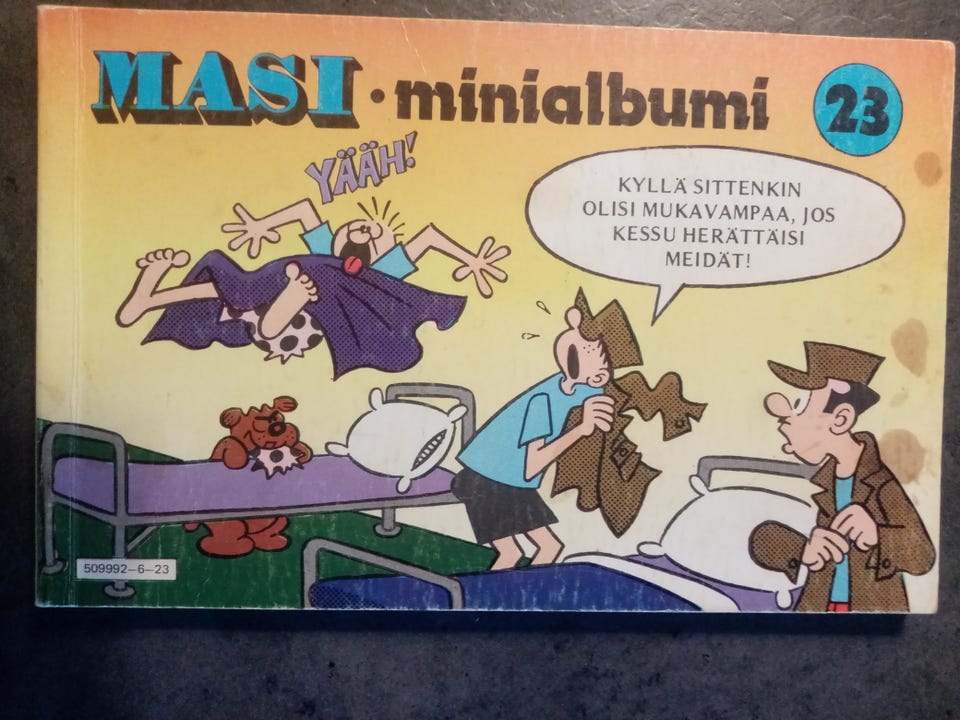 MASI • minialbumi 23
YÄÄH!
KYLLÄ SITTENKIN
OLISI MUKAVAMPAA, JOS
KESSU HERÄTTÄISI
MEIDÄT!
509992–6–23